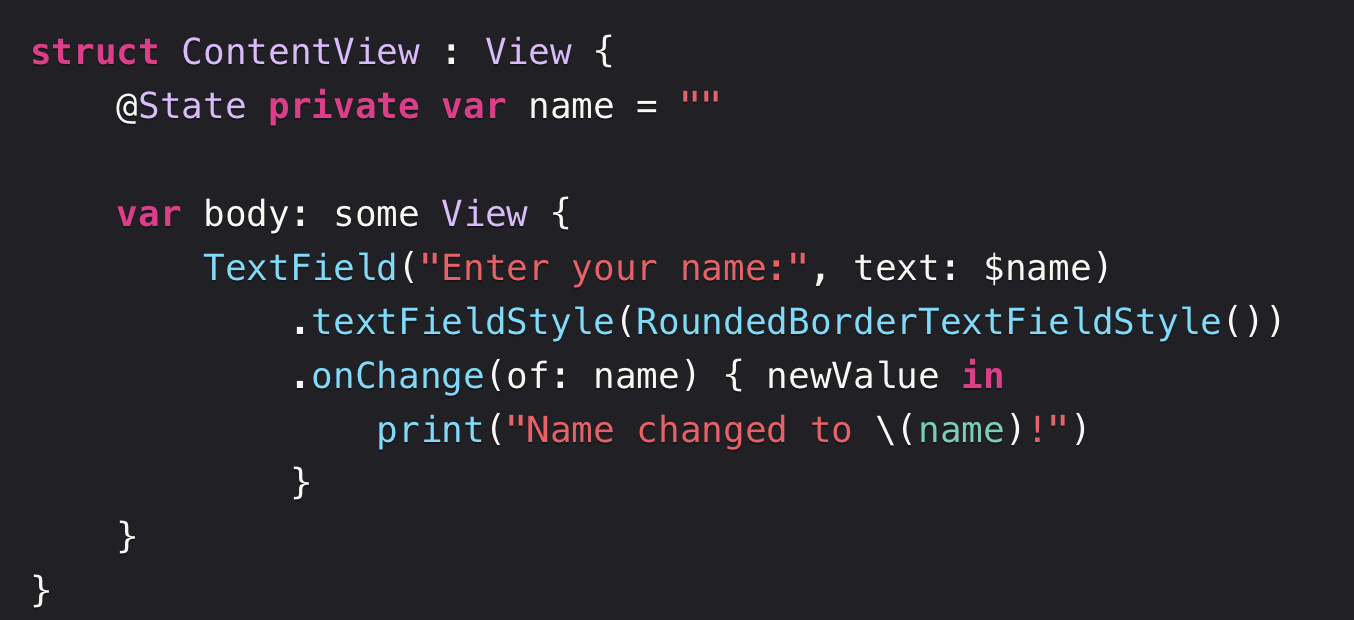 struct ContentView : View {
    @State private var name = ""

    var body: some View {
        TextField("Enter your name:", text: $name)
            .textFieldStyle(RoundedBorderTextFieldStyle())
            .onChange(of: name) { newValue in
                print("Name changed to \(name)!")
            }
    }
}